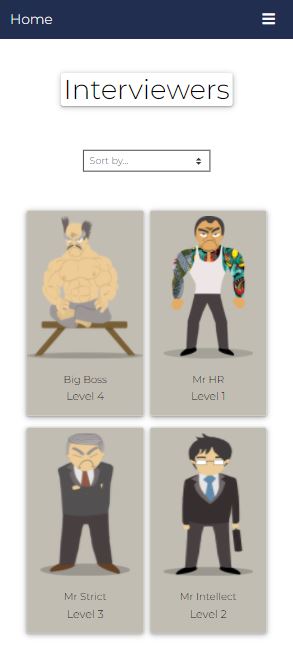 Home
Interviewers
Sort by...
Big Boss
Level 4
Mr HR
Level 1
Mr Strict
Level 3
Mr Intellect
Level 2